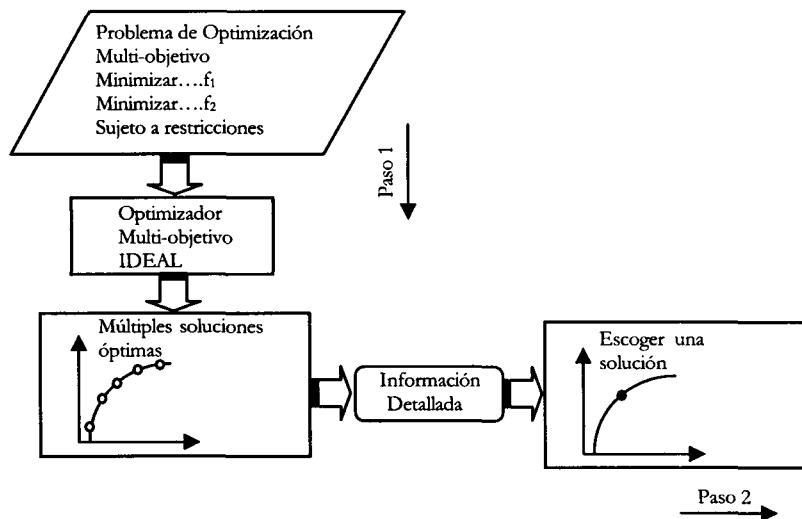 Problema de Optimización
Multi-objetivo
Minimizar....f₁
Minimizar....f₂
Sujeto a restricciones
Paso 1
Optimizador
Multi-objetivo
IDEAL
Múltiples soluciones
óptimas
Información
Detallada
Escoger una
solución
Paso 2